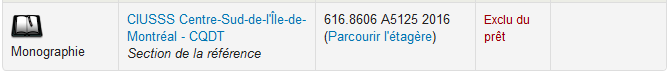 Monographie
CIUSSS Centre-Sud-de-l'Île-de-
Montréal - CQDT
Section de la référence
616.8606 A5125 2016
(Parcourir l'étagère)
Exclu du
prêt